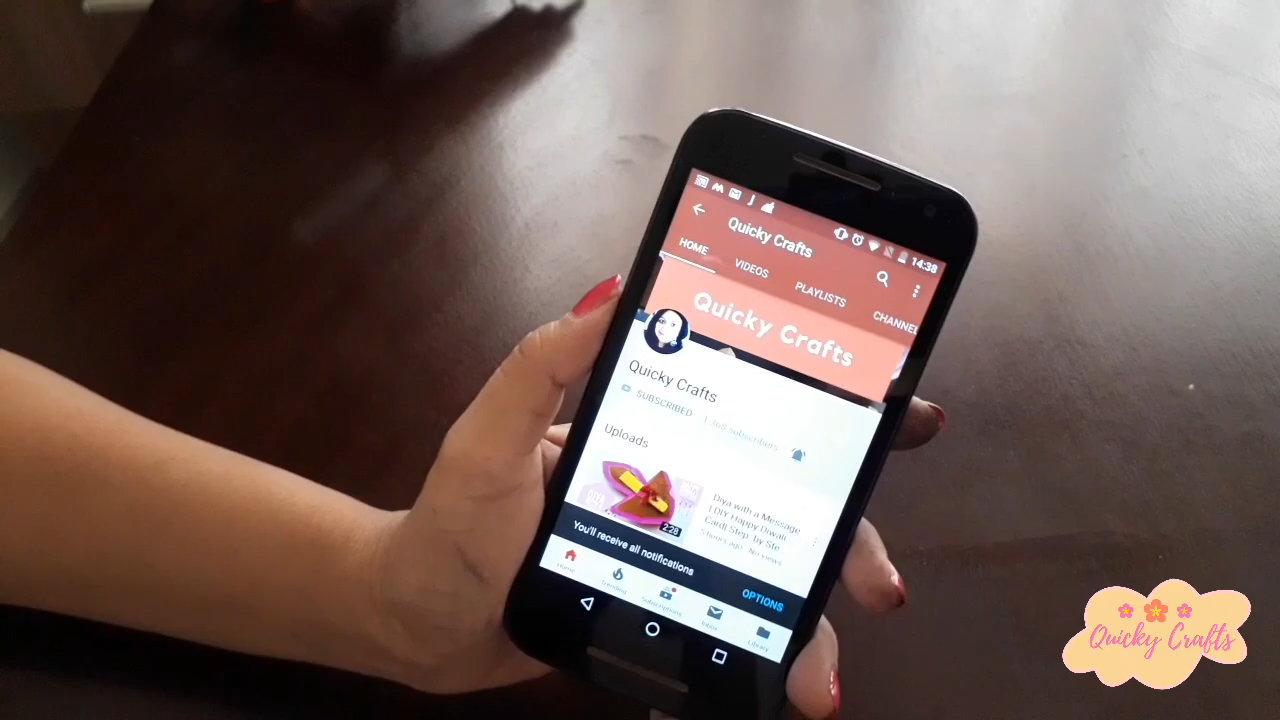 14:38
Quicky Crafts
HOME VIDEOS PLAYLISTS CHANNEL
Quicky Crafts
Quicky Crafts
SUBSCRIBED 1,368 subscribers
Uploads
DIYA
Diya with a Message
| DIY Happy Diwali
Card| Step by Ste
5 hours ago · No views
2:28
You'll receive all notifications
OPTIONS
Home Trending Subscriptions Inbox Library
Quicky Crafts